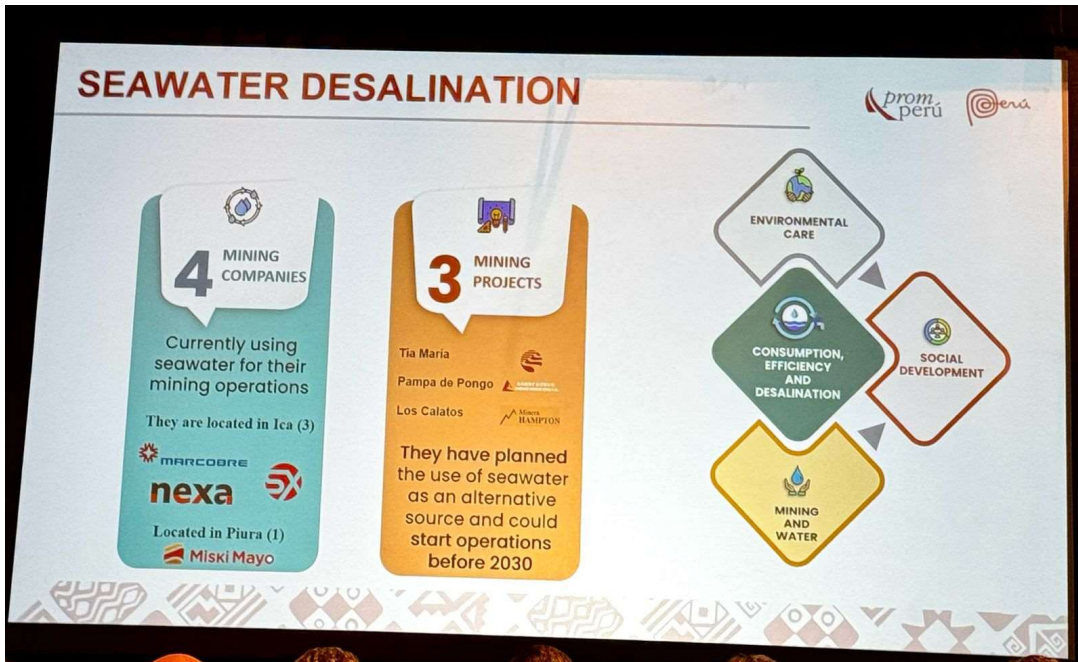 SEAWATER DESALINATION
prom
perú
Perú
4 MINING
COMPANIES
Currently using
seawater for their
mining operations
They are located in Ica (3)
MARCOBRE
nexa
Located in Piura (1)
Miski Mayo
3 MINING
PROJECTS
Tia Maria
Pampa de Pongo
Los Calatos
Minera
HAMPTON
They have planned
the use of seawater
as an alternative
source and could
start operations
before 2030
ENVIRONMENTAL
CARE
CONSUMPTION,
EFFICIENCY
AND
DESALINATION
SOCIAL
DEVELOPMENT
MINING
AND
WATER